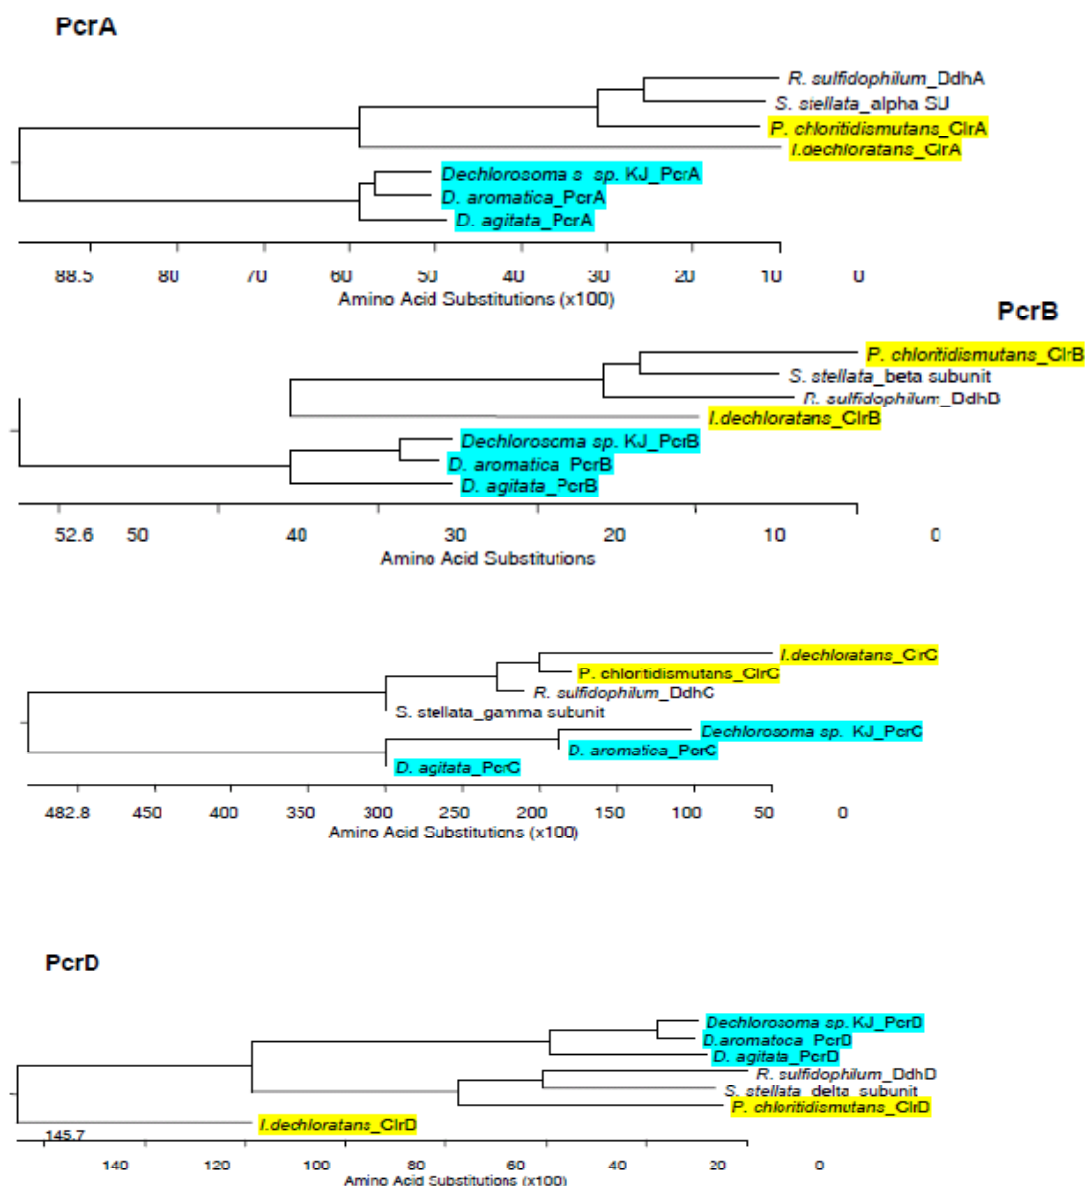 PcrA
R. sulfidophilum_DdhA
S. stellata_alpha SU
P. chloritidismutans_ClrA
I.dechloratans_ClrA
Dechlorosoma s sp. KJ_PcrA
D. aromatica_PcrA
D. agitata_PcrA
88.5 80 70 60 50 40 30 20 10 0
Amino Acid Substitutions (x100)
PcrB
P. chloritidismutans_ClrB
S. stellata_beta subunit
R. sulfidophilum_DdhB
I.dechloratans_ClrB
Dechlorosoma sp. KJ_PcrB
D. aromatica_PcrB
D. agitata_PcrB
52.6 50 40 30 20 10 0
Amino Acid Substitutions
I.dechloratans_ClrC
P. chloritidismutans_ClrC
R. sulfidophilum_DdhC
S. stellata_gamma subunit
Dechlorosoma sp. KJ_PcrC
D. aromatica_PcrC
D. agitata_PcrC
482.8 450 400 350 300 250 200 150 100 50 0
Amino Acid Substitutions (x100)
PcrD
Dechlorosoma sp. KJ_PcrD
D.aromatoca_PcrD
D. agitata_PcrD
R. sulfidophilum_DdhD
S. stellata_delta_subunit
P. chloritidismutans_ClrD
I.dechloratans_ClrD
145.7
140 120 100 80 60 40 20 0
Amino Acid Substitutions (x100)